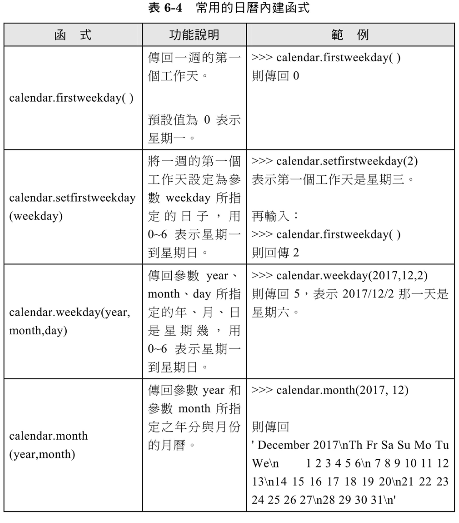 表 6-4 常用的日曆內建函式
函 式
功能說明
範 例
calendar.firstweekday( )
傳回一週的第一
個工作天。
預設值為 0 表示
星期一。
>>> calendar.firstweekday( )
則傳回 0
calendar.setfirstweekday
(weekday)
將一週的第一個
工作天設定為參
數 weekday 所指
定的日子，用
0~6 表示星期一
到星期日。
>>> calendar.setfirstweekday(2)
表示第一個工作天是星期三。
再輸入：
>>> calendar.firstweekday( )
則回傳 2
calendar.weekday(year,
month,day)
傳回參數 year、
month、day 所指
定的年、月、日
是星期幾，用
0~6 表示星期一
到星期日。
>>> calendar.weekday(2017,12,2)
則傳回 5，表示 2017/12/2 那一天是
星期六。
calendar.month
(year,month)
傳回參數 year 和
參數 month 所指
定之年分與月份
的月曆。
>>> calendar.month(2017, 12)
則傳回
' December 2017\nTh Fr Sa Su Mo Tu
We\n 1 2 3 4 5 6\n 7 8 9 10 11 12
13\n14 15 16 17 18 19 20\n21 22 23
24 25 26 27\n28 29 30 31\n'